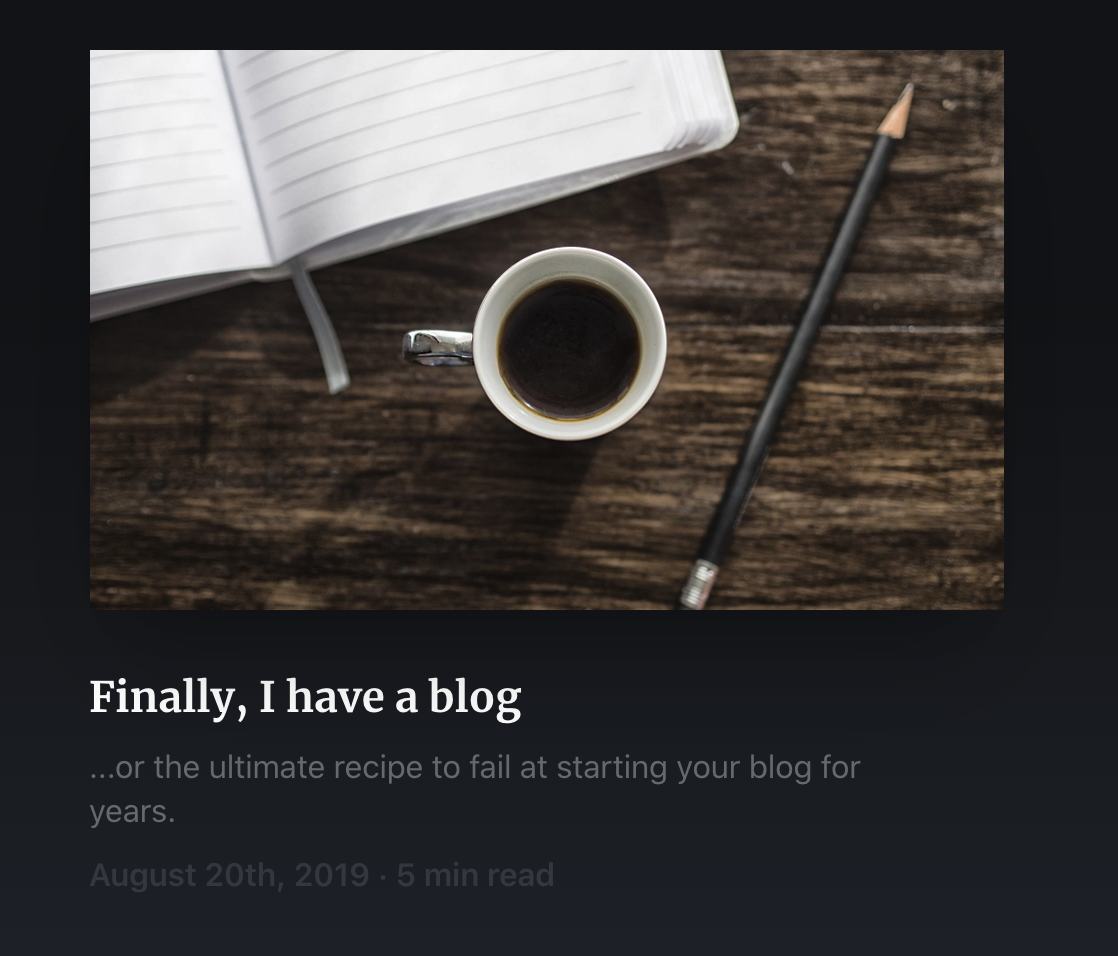 Finally, I have a blog
...or the ultimate recipe to fail at starting your blog for
years.
August 20th, 2019 · 5 min read